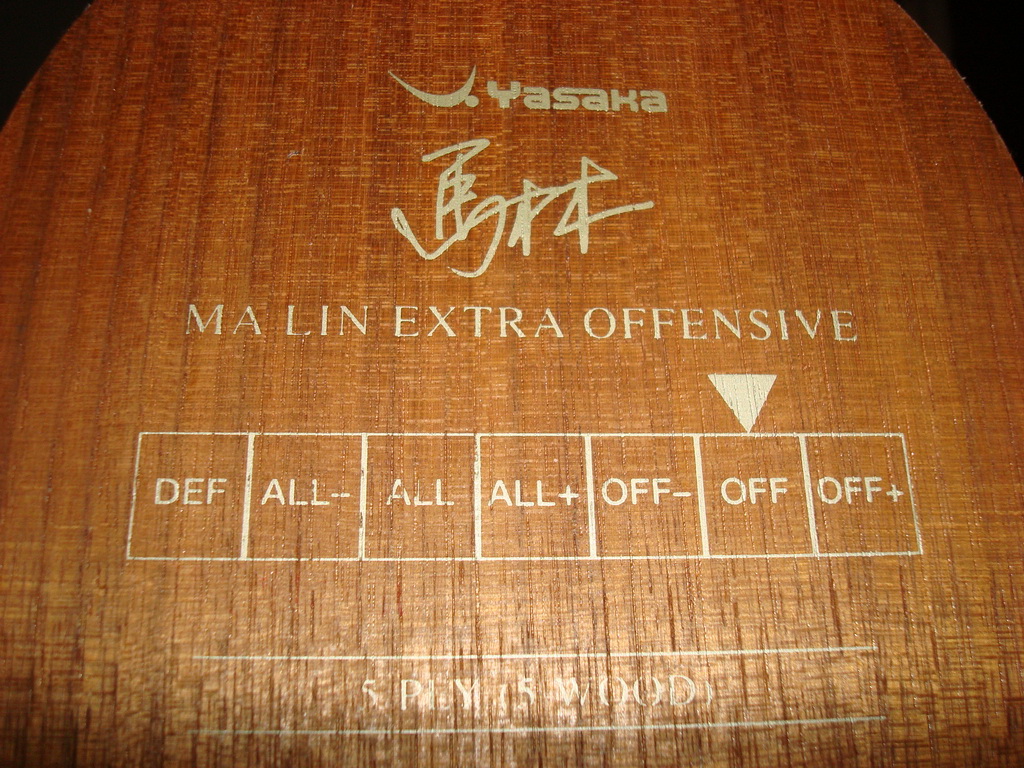 Yasaka
馬林
MA LIN EXTRA OFFENSIVE
DEF ALL- ALL ALL+ OFF- OFF OFF+
5 PLY (5 WOOD)